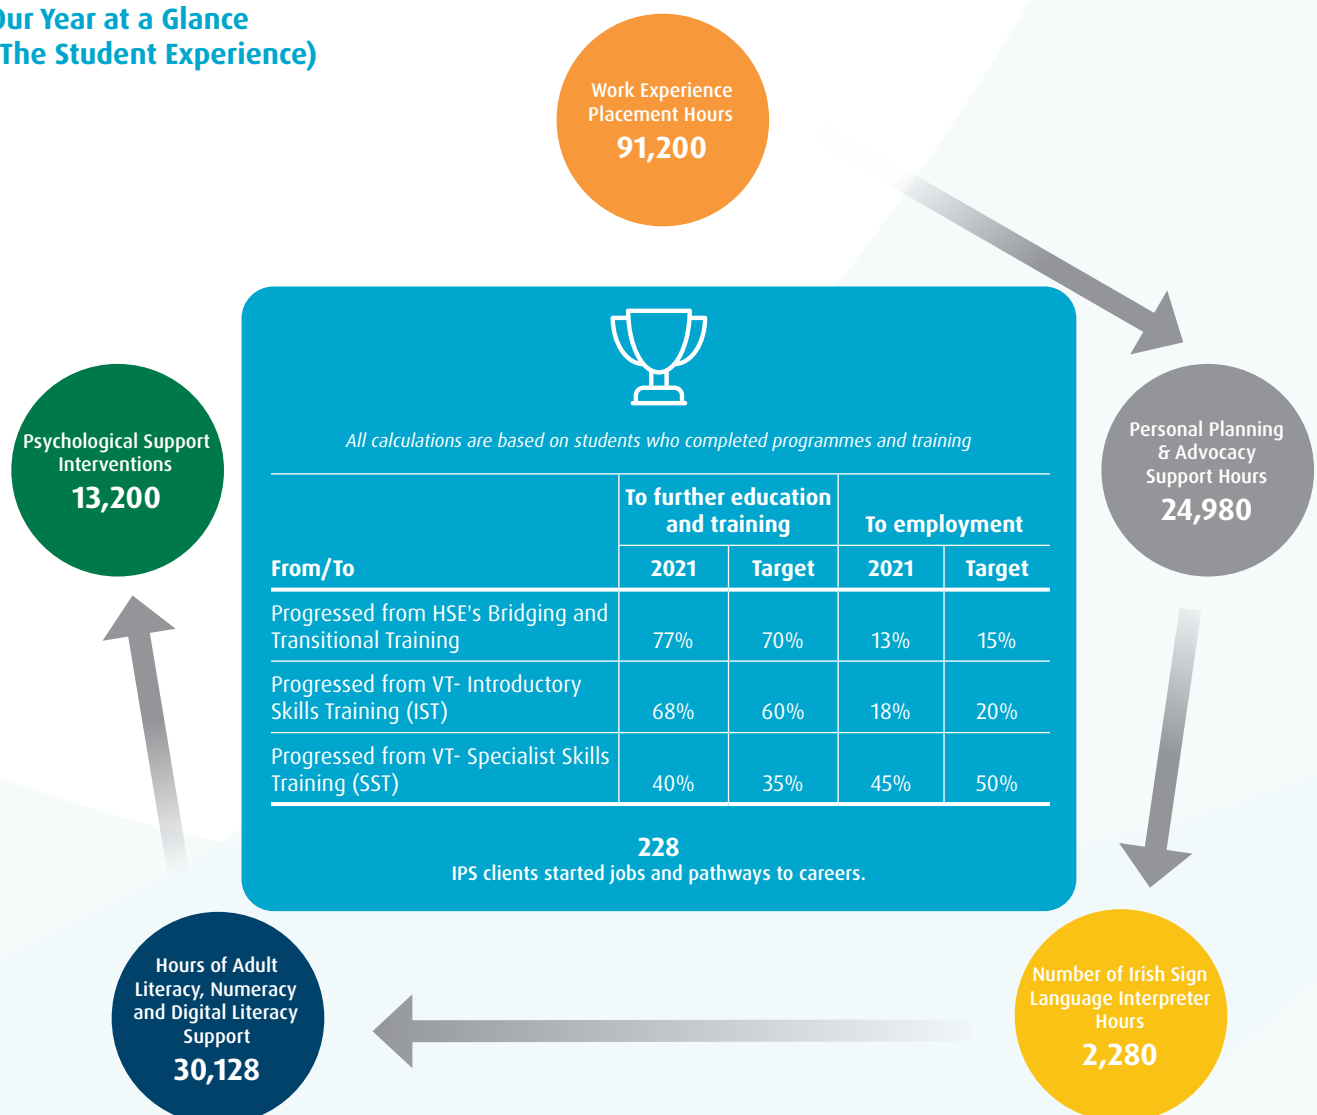 Our Year at a Glance
(The Student Experience)
Work Experience
Placement Hours
91,200
Personal Planning
& Advocacy
Support Hours
24,980
Number of Irish Sign
Language Interpreter
Hours
2,280
Hours of Adult
Literacy, Numeracy
and Digital Literacy
Support
30,128
Psychological Support
Interventions
13,200
All calculations are based on students who completed programmes and training
To further education
and training
To employment
From/To 2021 Target 2021 Target
Progressed from HSE's Bridging and
Transitional Training 77% 70% 13% 15%
Progressed from VT- Introductory
Skills Training (IST) 68% 60% 18% 20%
Progressed from VT- Specialist Skills
Training (SST) 40% 35% 45% 50%
228
IPS clients started jobs and pathways to careers.